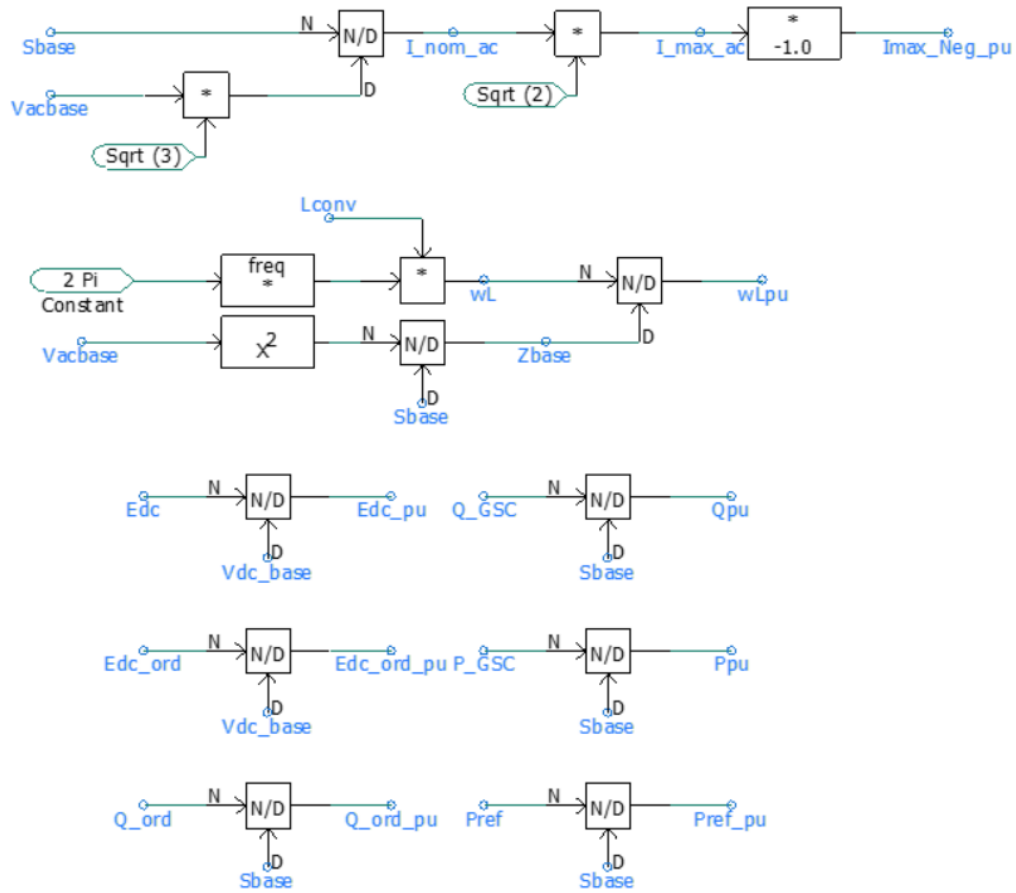 N
N/D
*
*
-1.0
Sbase
I_nom_ac
I_max_ac
Imax_Neg_pu
D
Vacbase
*
Sqrt (2)
Sqrt (3)
Lconv
2 Pi
Constant
freq
*
*
wL
N
N/D
wLpu
Vacbase
X2
N
N/D
Zbase
D
D
Sbase
Edc
N
N/D
Edc_pu
D
Vdc_base
Q_GSC
N
N/D
Qpu
D
Sbase
Edc_ord
N
N/D
Edc_ord_pu
D
Vdc_base
P_GSC
N
N/D
Ppu
D
Sbase
Q_ord
N
N/D
Q_ord_pu
D
Sbase
Pref
N
N/D
Pref_pu
D
Sbase